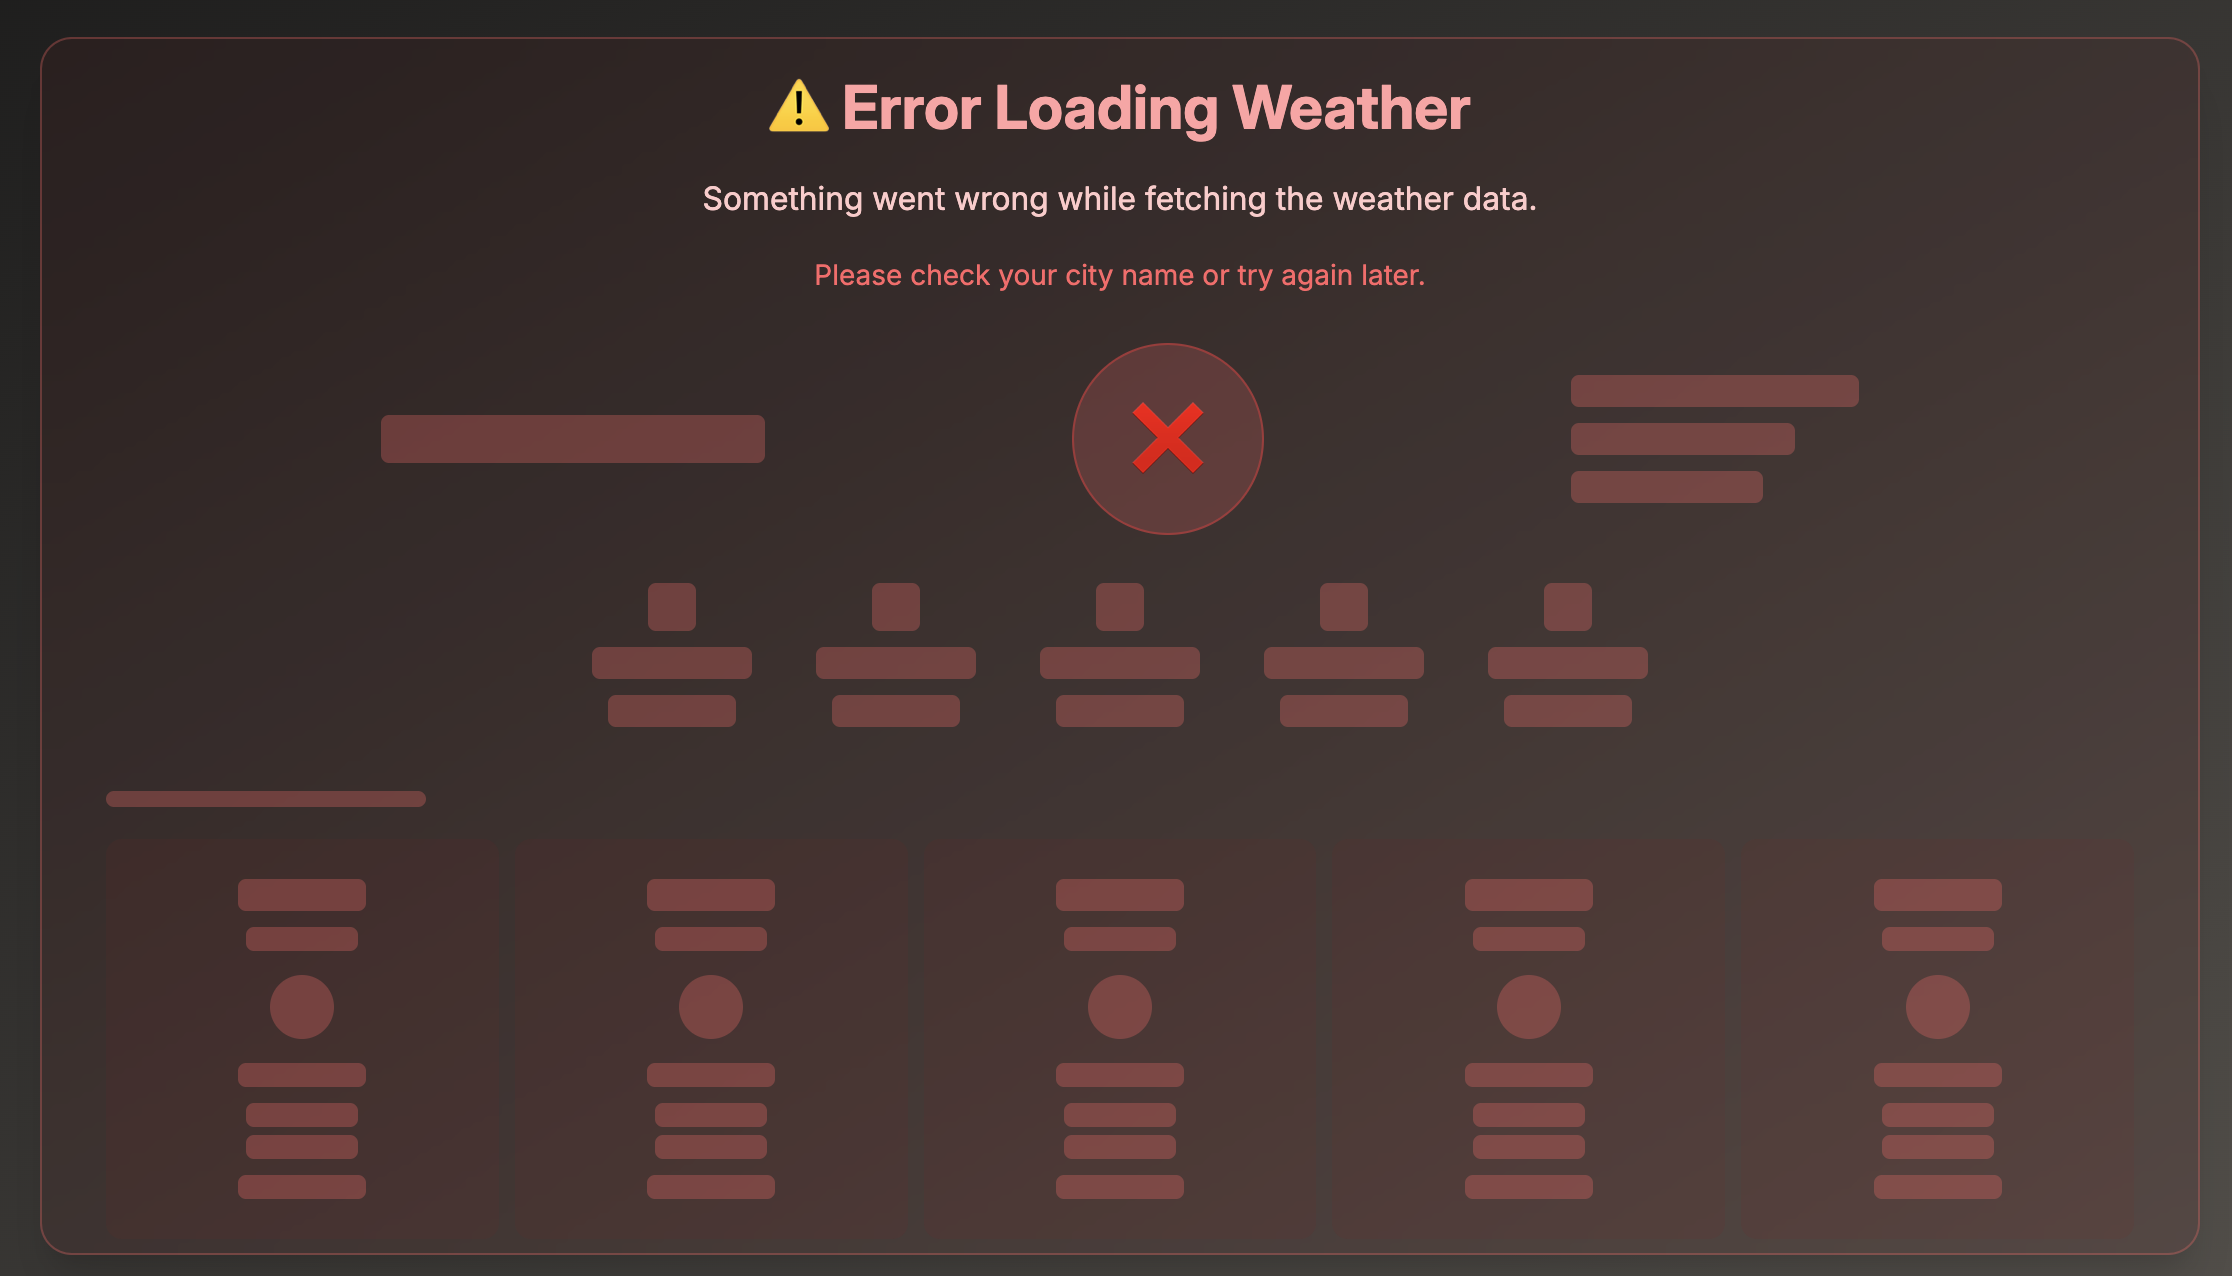 Error Loading Weather
Something went wrong while fetching the weather data.
Please check your city name or try again later.